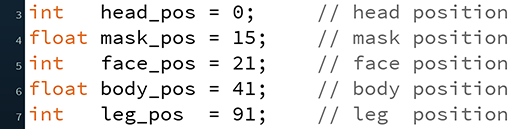 3 int   head_pos = 0;     // head position
4 float mask_pos = 15;    // mask position
5 int   face_pos = 21;    // face position
6 float body_pos = 41;    // body position
7 int   leg_pos  = 91;    // leg  position